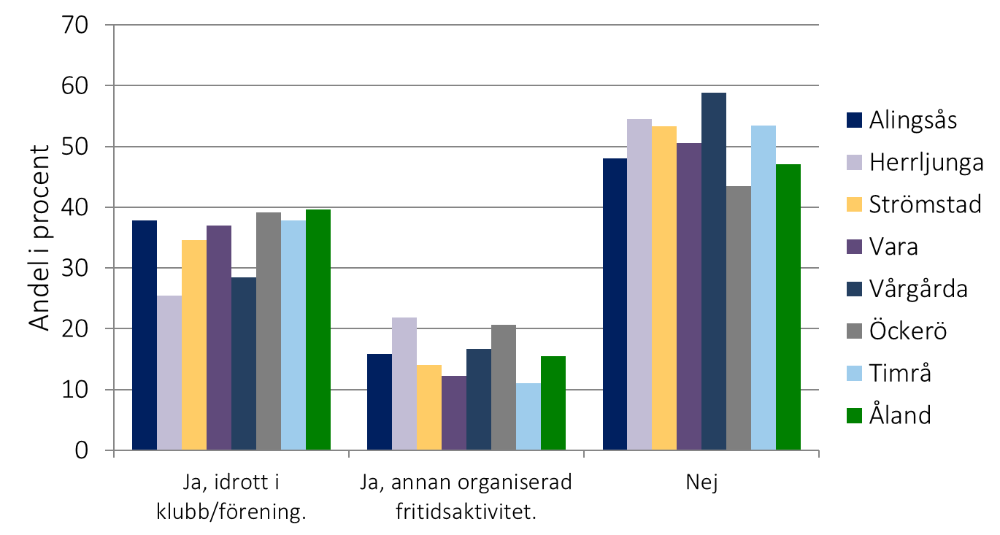 70
60
50
40
30
20
10
0
Andel i procent
Ja, idrott i
klubb/förening.
Ja, annan organiserad
fritidsaktivitet.
Nej
Alingsås
Herrljunga
Strömstad
Vara
Vårgårda
Öckerö
Timrå
Åland